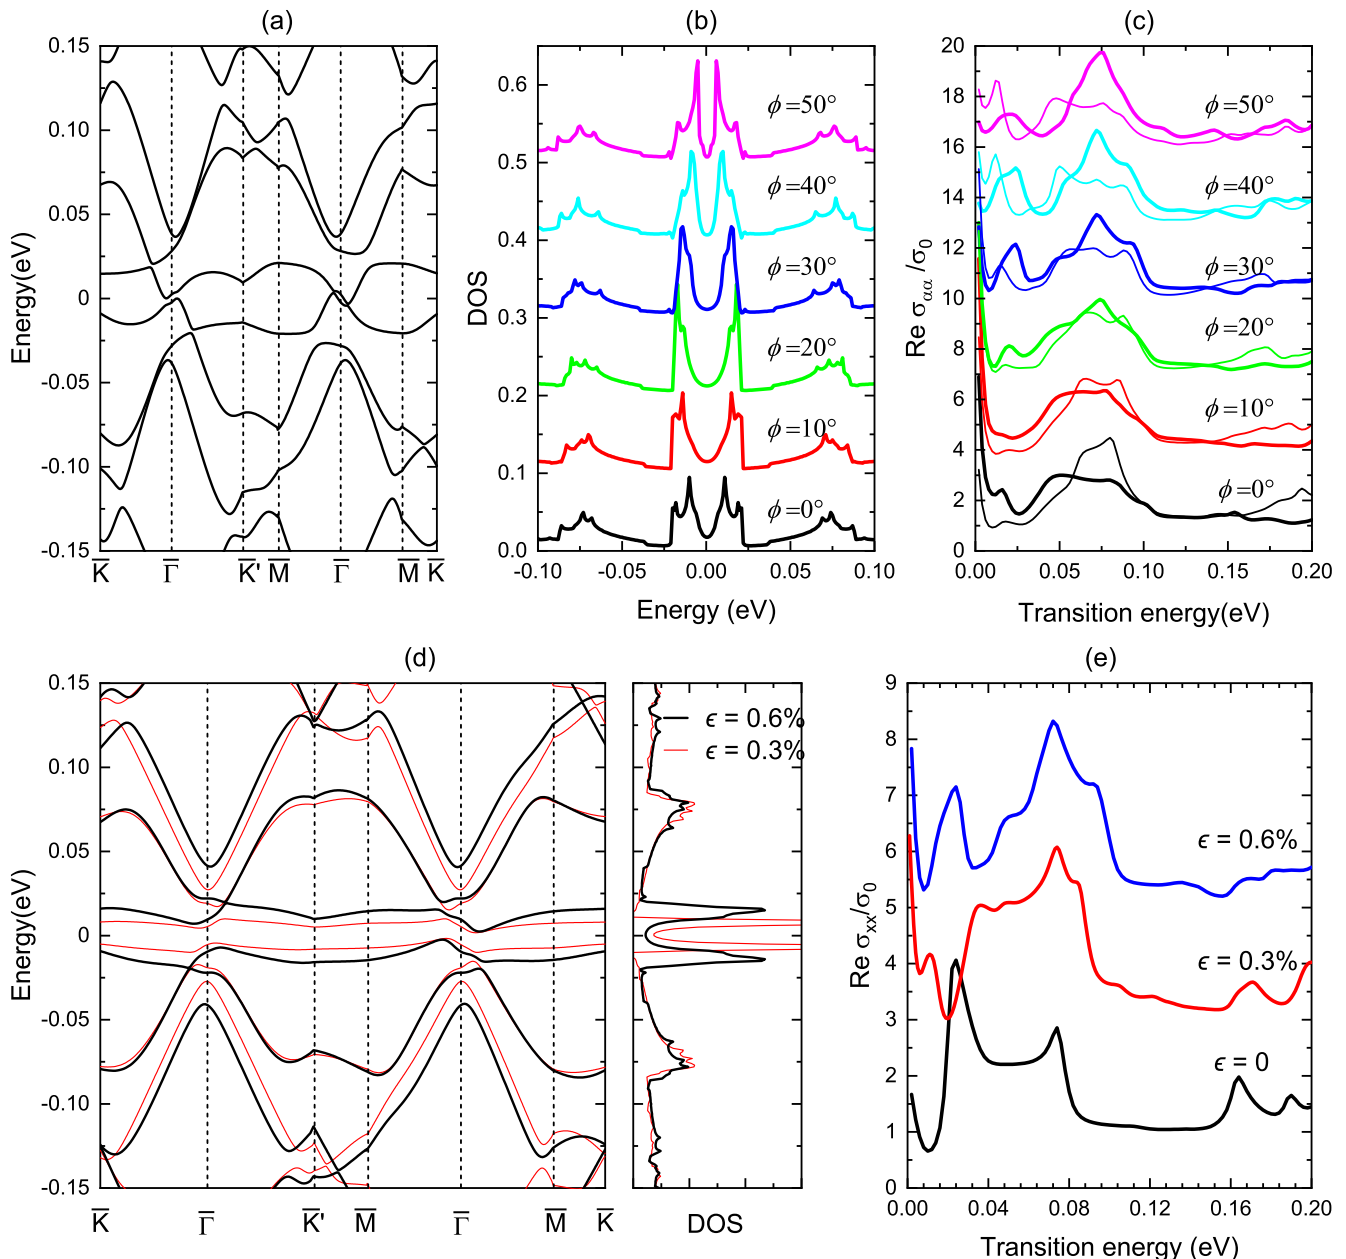 (a)
0.15
0.10
0.05
0
-0.05
-0.10
-0.15
Energy(eV)
K̅ Γ̅ K̅' M̅ Γ̅ M̅ K̅
(b)
0.6
0.5
0.4
0.3
0.2
0.1
0.0
DOS
ϕ=50°
ϕ=40°
ϕ=30°
ϕ=20°
ϕ=10°
ϕ=0°
-0.10 -0.05 0.00 0.05 0.10
Energy (eV)
(c)
20
18
16
14
12
10
8
6
4
2
0
Re σαα /σ0
ϕ=50°
ϕ=40°
ϕ=30°
ϕ=20°
ϕ=10°
ϕ=0°
0.00 0.05 0.10 0.15 0.20
Transition energy(eV)
(d)
0.15
0.10
0.05
0
-0.05
-0.10
-0.15
Energy(eV)
K̅ Γ̅ K̅' M̅ Γ̅ M̅ K̅
ϵ = 0.6%
ϵ = 0.3%
DOS
(e)
9
8
7
6
5
4
3
2
1
0
Re σxx/σ0
ϵ = 0.6%
ϵ = 0.3%
ϵ = 0
0.00 0.04 0.08 0.12 0.16 0.20
Transition energy (eV)